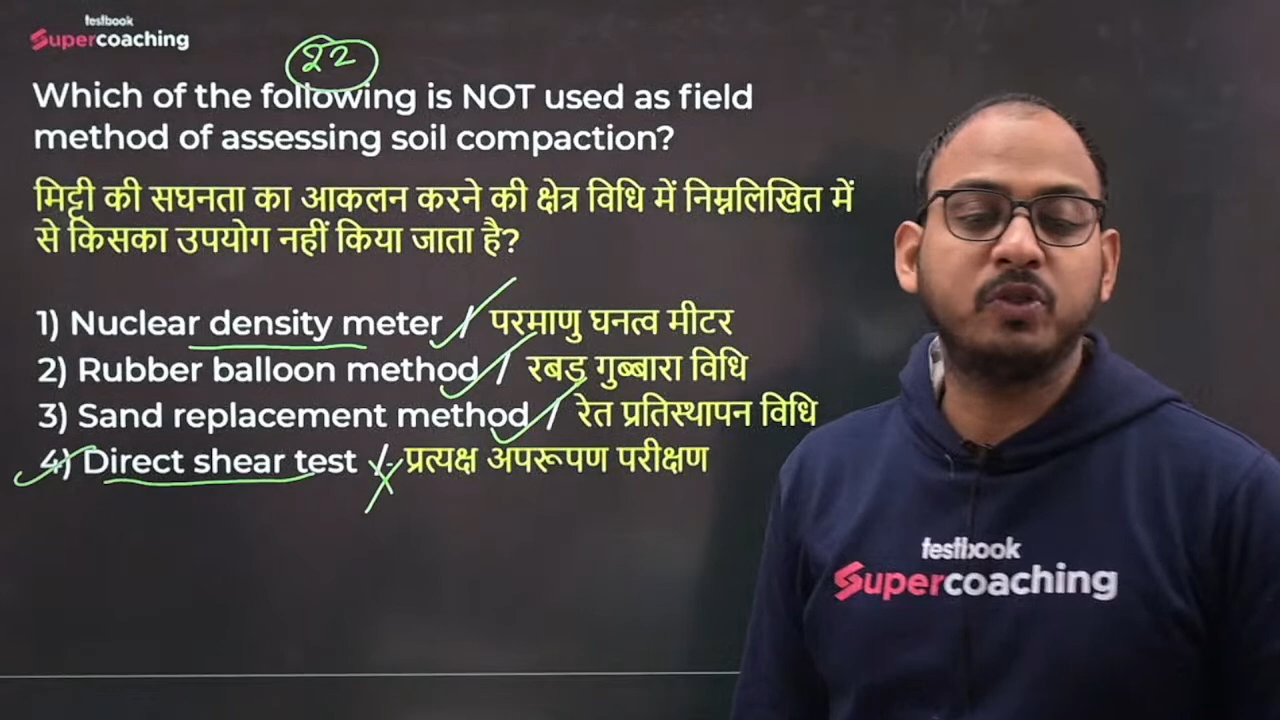 testbook
Supercoaching
22
Which of the following is NOT used as field
method of assessing soil compaction?
मिट्टी की सघनता का आकलन करने की क्षेत्र विधि में निम्नलिखित में
से किसका उपयोग नहीं किया जाता है?
1) Nuclear density meter / परमाणु घनत्व मीटर
2) Rubber balloon method / रबड़ गुब्बारा विधि
3) Sand replacement method / रेत प्रतिस्थापन विधि
4) Direct shear test / प्रत्यक्ष अपरूपण परीक्षण
testbook
Supercoaching